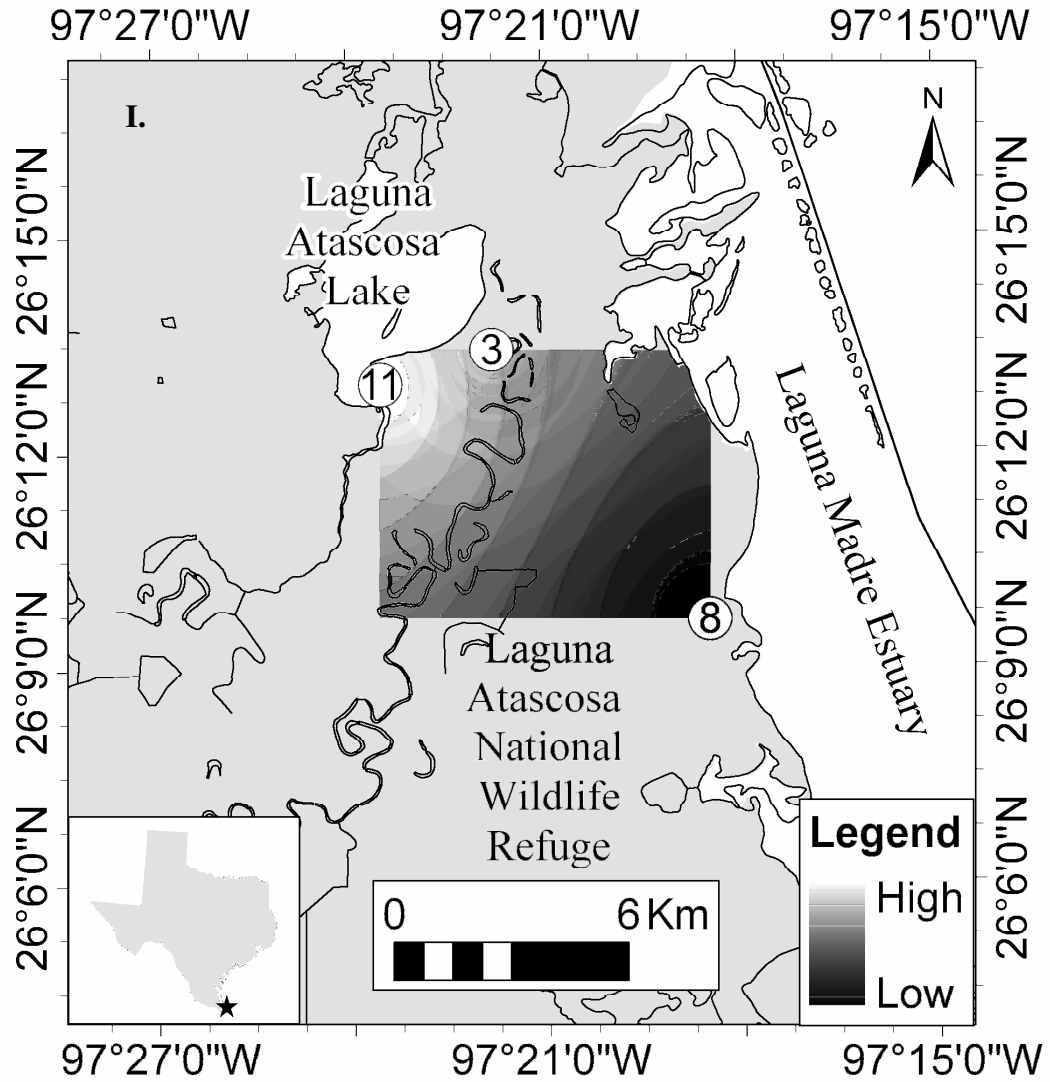 97°27'0"W 97°21'0"W 97°15'0"W
I.
N
26°15'0"N
26°15'0"N
Laguna
Atascosa
Lake
3
11
26°12'0"N
26°12'0"N
Laguna Madre Estuary
8
26°9'0"N
26°9'0"N
Laguna
Atascosa
National
Wildlife
Refuge
26°6'0"N
26°6'0"N
Legend
High
Low
0 6 Km
97°27'0"W 97°21'0"W 97°15'0"W